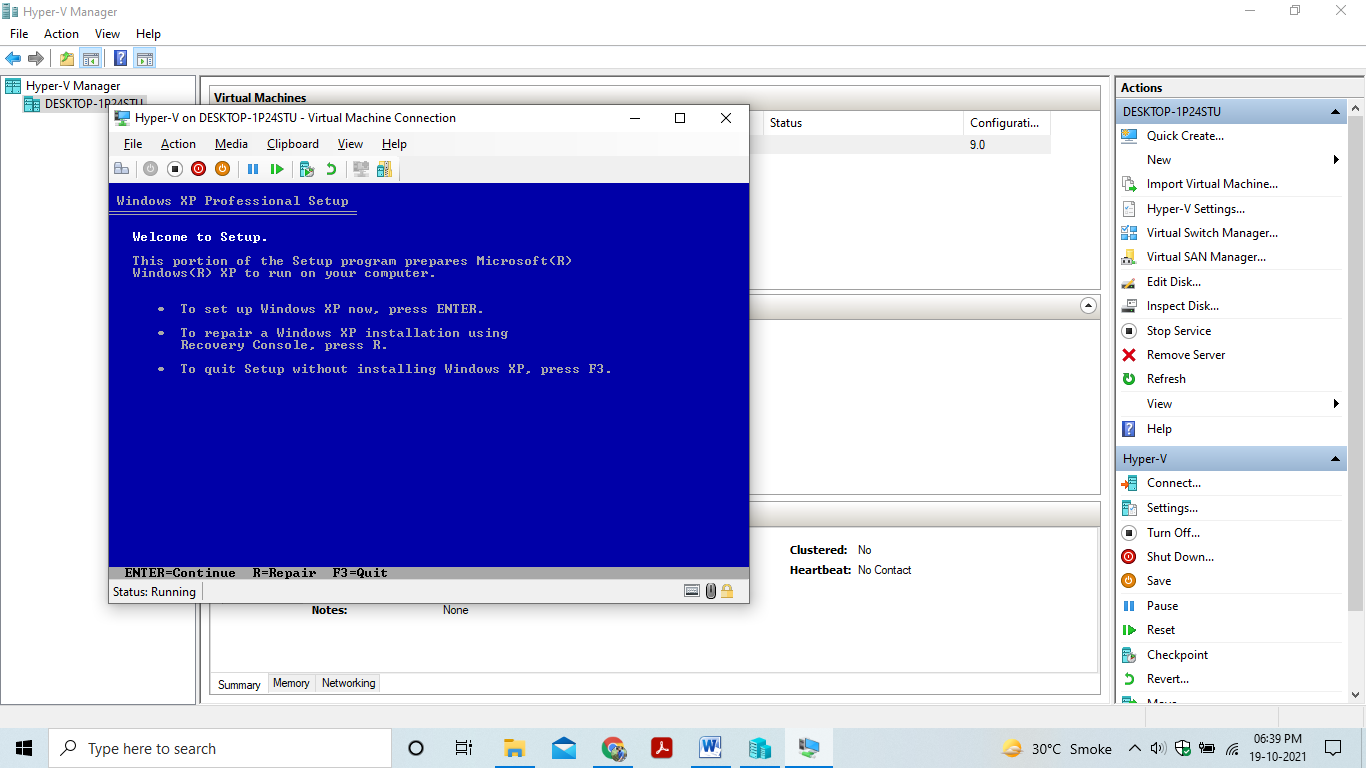 Hyper-V Manager
File Action View Help
Hyper-V Manager
DESKTOP-1P24STU
Virtual Machines
Status Configurati...
9.0
Hyper-V on DESKTOP-1P24STU - Virtual Machine Connection
File Action Media Clipboard View Help
Windows XP Professional Setup
Welcome to Setup.
This portion of the Setup program prepares Microsoft(R)
Windows(R) XP to run on your computer.
• To set up Windows XP now, press ENTER.
• To repair a Windows XP installation using
Recovery Console, press R.
• To quit Setup without installing Windows XP, press F3.
ENTER=Continue R=Repair F3=Quit
Status: Running
Clustered: No
Heartbeat: No Contact
Notes: None
Summary Memory Networking
Actions
DESKTOP-1P24STU
Quick Create...
New
Import Virtual Machine...
Hyper-V Settings...
Virtual Switch Manager...
Virtual SAN Manager...
Edit Disk...
Inspect Disk...
Stop Service
Remove Server
Refresh
View
Help
Hyper-V
Connect...
Settings...
Turn Off...
Shut Down...
Save
Pause
Reset
Checkpoint
Revert...
Type here to search
30°C Smoke
06:39 PM
19-10-2021